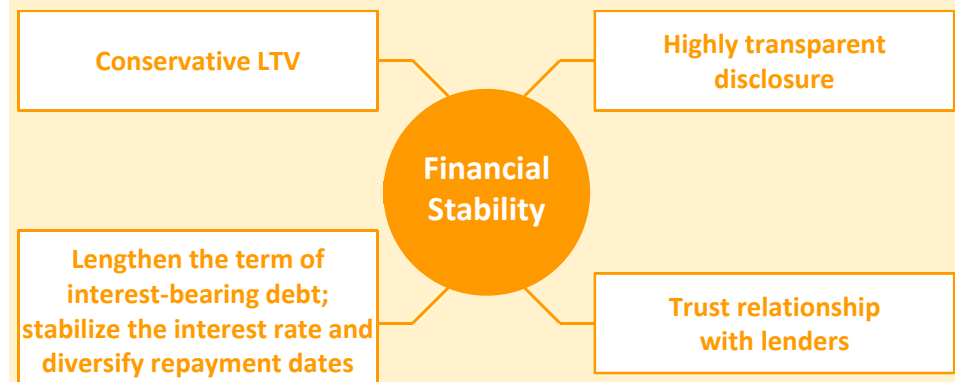 Conservative LTV
Highly transparent
disclosure
Financial
Stability
Lengthen the term of
interest-bearing debt;
stabilize the interest rate and
diversify repayment dates
Trust relationship
with lenders